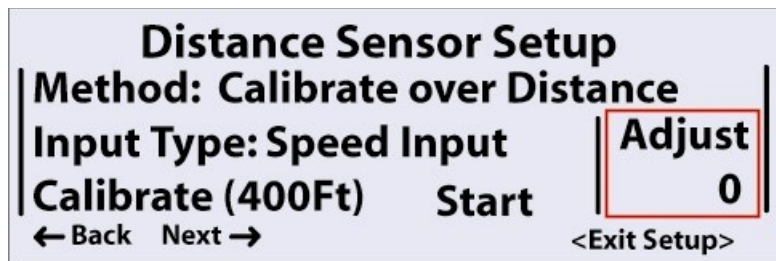 Distance Sensor Setup
Method: Calibrate over Distance
Input Type: Speed Input
Adjust
Calibrate (400Ft) Start
0
←Back Next→ <Exit Setup>